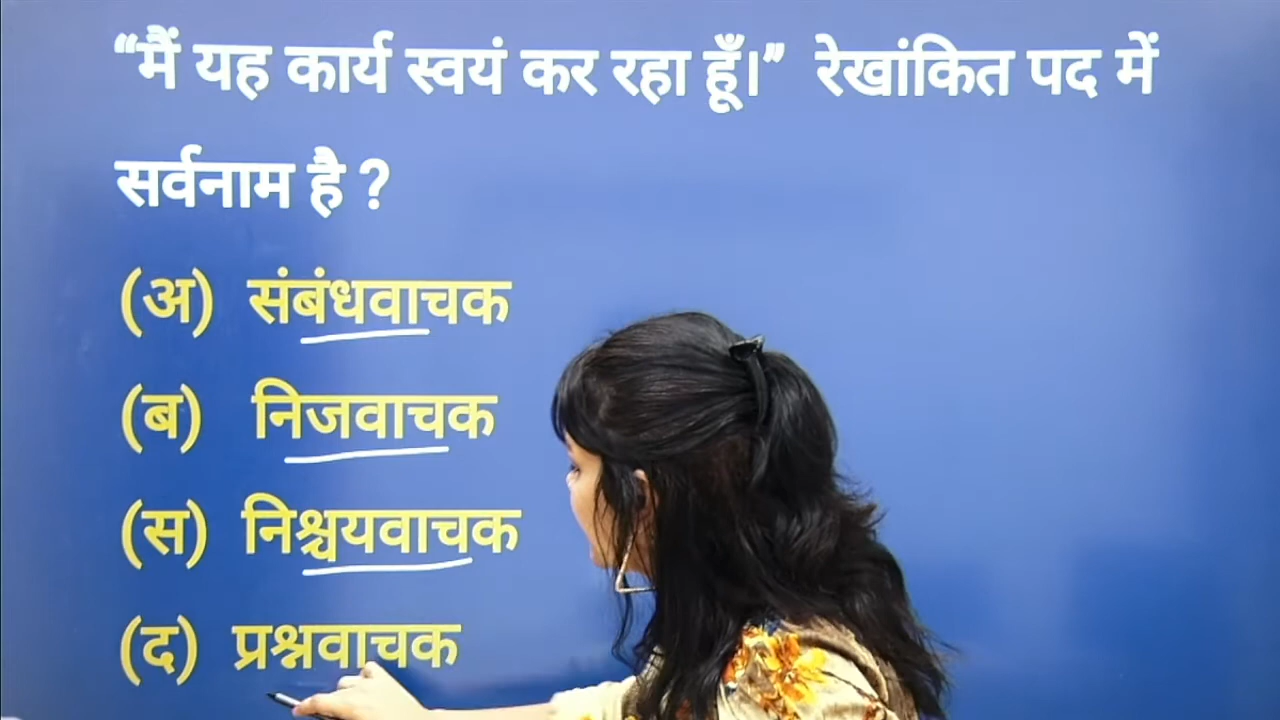 “मैं यह कार्य स्वयं कर रहा हूँ।” रेखांकित पद में
सर्वनाम है ?
(अ) संबंधवाचक
(ब) निजवाचक
(स) निश्चयवाचक
(द) प्रश्नवाचक